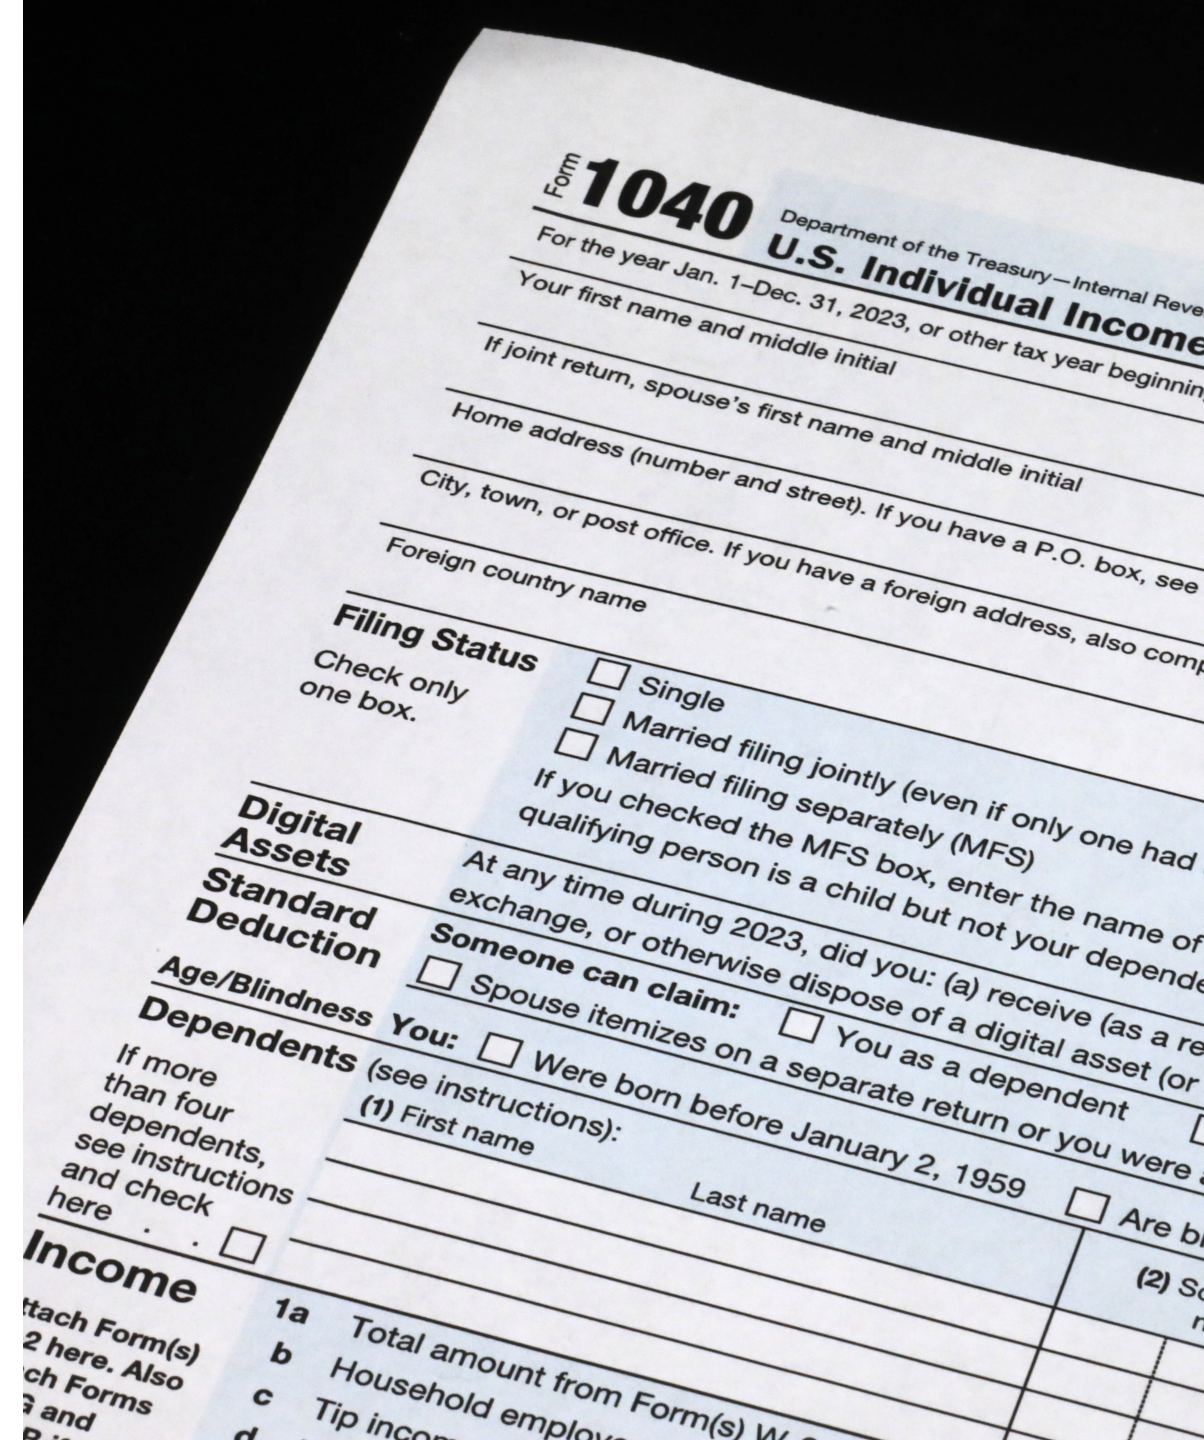 Form 1040
Department of the Treasury—Internal
U.S. Individual Income
For the year Jan. 1–Dec. 31, 2023, or other tax year
Your first name and middle initial
If joint return, spouse's first name and middle initial
Home address (number and street). If you have a P.O. box, see
City, town, or post office. If you have a foreign address, also
Foreign country name
Filing Status
Check only
one box.
Single
Married filing jointly (even if only one had
Married filing separately (MFS)
If you checked the MFS box, enter the name of
qualifying person is a child but not your
Digital
Assets
At any time during 2023, did you: (a) receive (as a
exchange, or otherwise dispose of a digital asset (or
Standard
Deduction
Someone can claim: You as a dependent
Spouse itemizes on a separate return or you were
Age/Blindness You: Were born before January 2, 1959 Are
Dependents (see instructions):
If more
than four
dependents,
see instructions
and check
here . .
(1) First name Last name
(2)
Income
Form(s)
2 here. Also
Forms
and
1a Total amount from Form(s)
b Household
c Tip
d